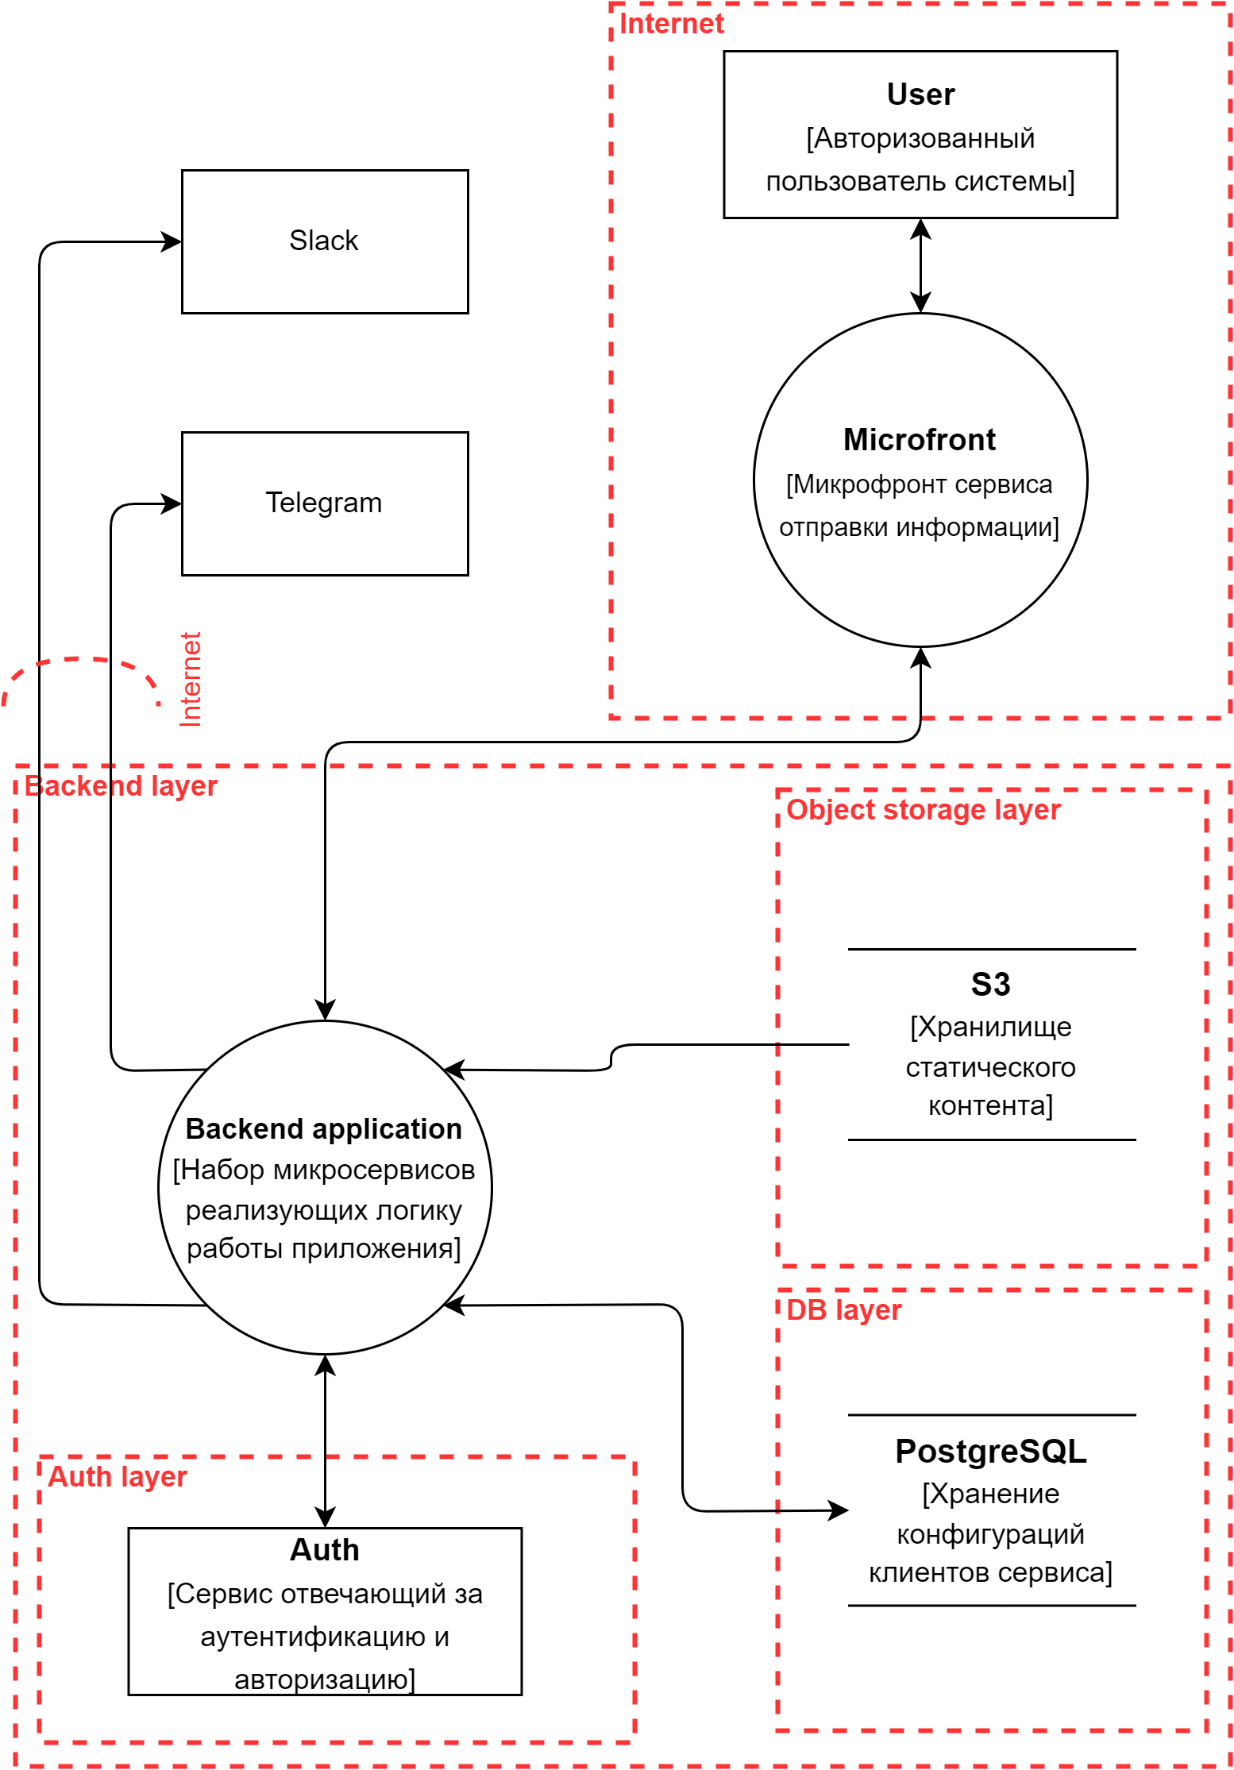 Internet
User
[Авторизованный
пользователь системы]
Slack
Microfront
[Микрофронт сервиса
отправки информации]
Telegram
Internet
Backend layer
Object storage layer
S3
[Хранилище
статического
контента]
Backend application
[Набор микросервисов
реализующих логику
работы приложения]
DB layer
PostgreSQL
[Хранение
конфигураций
клиентов сервиса]
Auth layer
Auth
[Сервис отвечающий за
аутентификацию и
авторизацию]